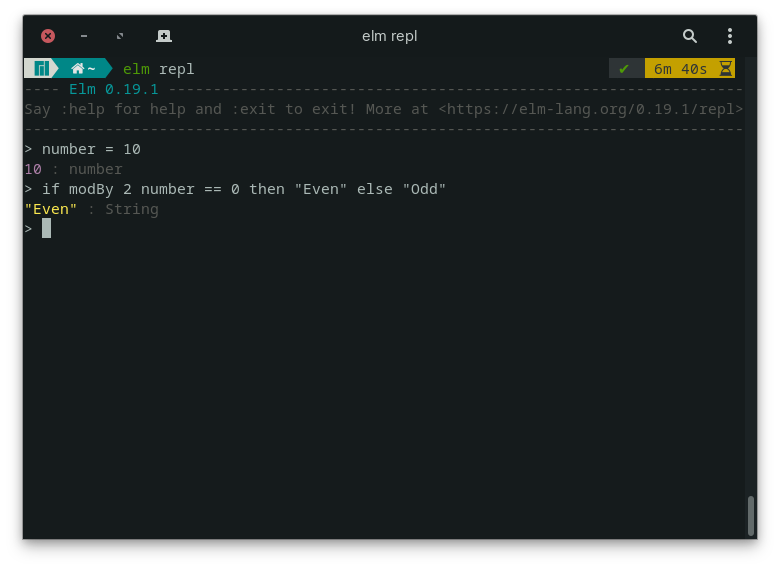 elm repl
~ elm repl ✔ 6m 40s
---- Elm 0.19.1 ----------------------------------------------------------------
Say :help for help and :exit to exit! More at <https://elm-lang.org/0.19.1/repl>
--------------------------------------------------------------------------------
> number = 10
10 : number
> if modBy 2 number == 0 then "Even" else "Odd"
"Even" : String
>